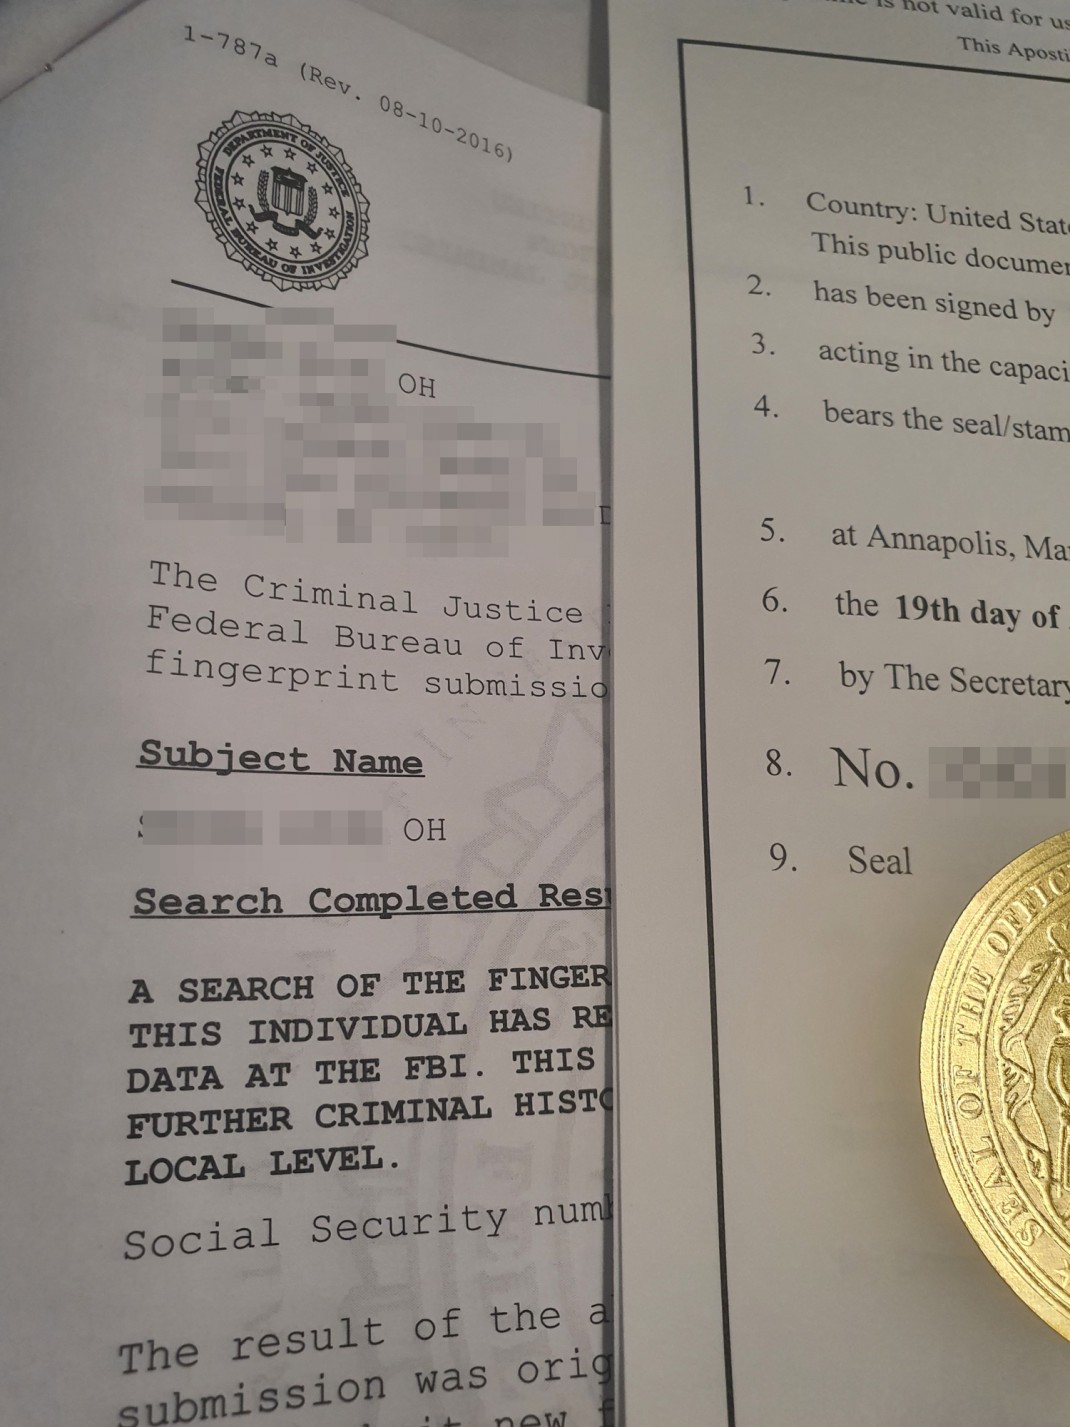 1-787a (Rev. 08-10-2016)
DEPARTMENT OF JUSTICE
FEDERAL BUREAU OF INVESTIGATION
OH
The Criminal Justice
Federal Bureau of Inv
fingerprint submissio
Subject Name
OH
Search Completed Res
A SEARCH OF THE FINGER
THIS INDIVIDUAL HAS RE
DATA AT THE FBI. THIS
FURTHER CRIMINAL HISTO
LOCAL LEVEL.
Social Security num
The result of the a
submission was orig
new f
is not valid for us
This Aposti
1. Country: United State
This public documen
2. has been signed by
3. acting in the capaci
4. bears the seal/stam
5. at Annapolis, Ma
6. the 19th day of
7. by The Secretary
8. No.
9. Seal
SEAL OF THE OFFIC